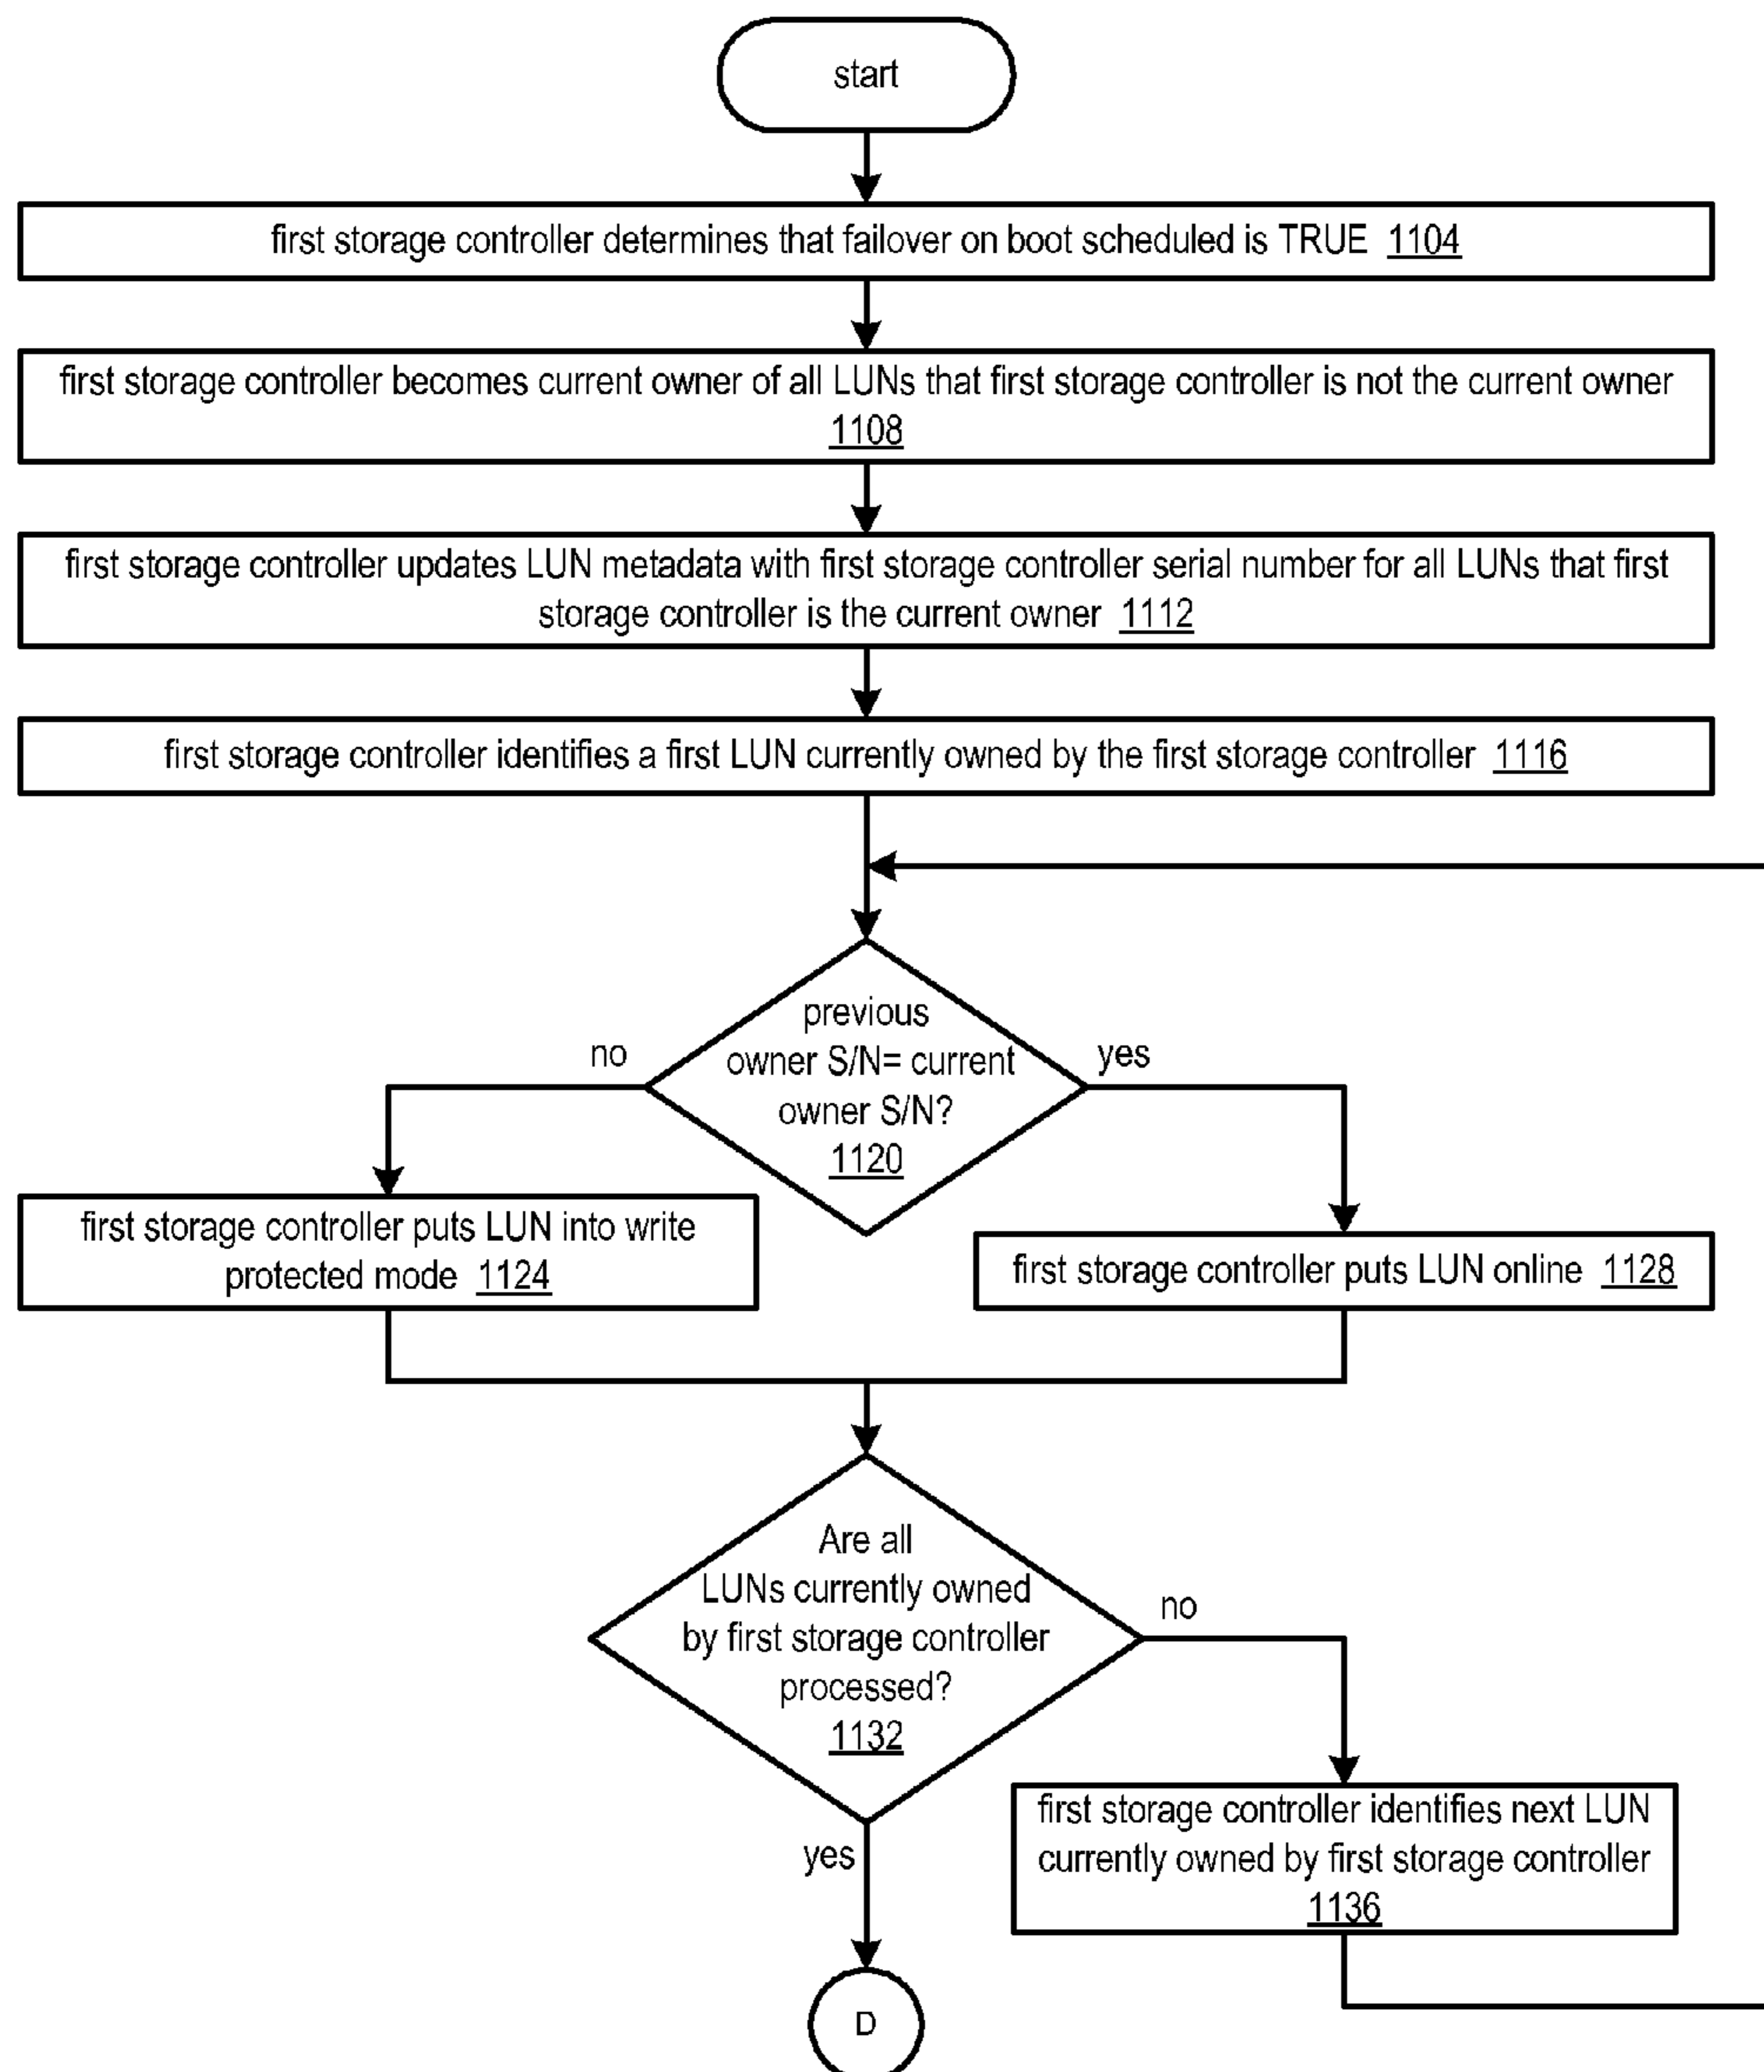 start
first storage controller determines that failover on boot scheduled is TRUE 1104
first storage controller becomes current owner of all LUNs that first storage controller is not the current owner
1108
first storage controller updates LUN metadata with first storage controller serial number for all LUNs that first
storage controller is the current owner 1112
first storage controller identifies a first LUN currently owned by the first storage controller 1116
previous
owner S/N= current
owner S/N?
1120
no
yes
first storage controller puts LUN into write
protected mode 1124
first storage controller puts LUN online 1128
Are all
LUNs currently owned
by first storage controller
processed?
1132
no
yes
first storage controller identifies next LUN
currently owned by first storage controller
1136
D